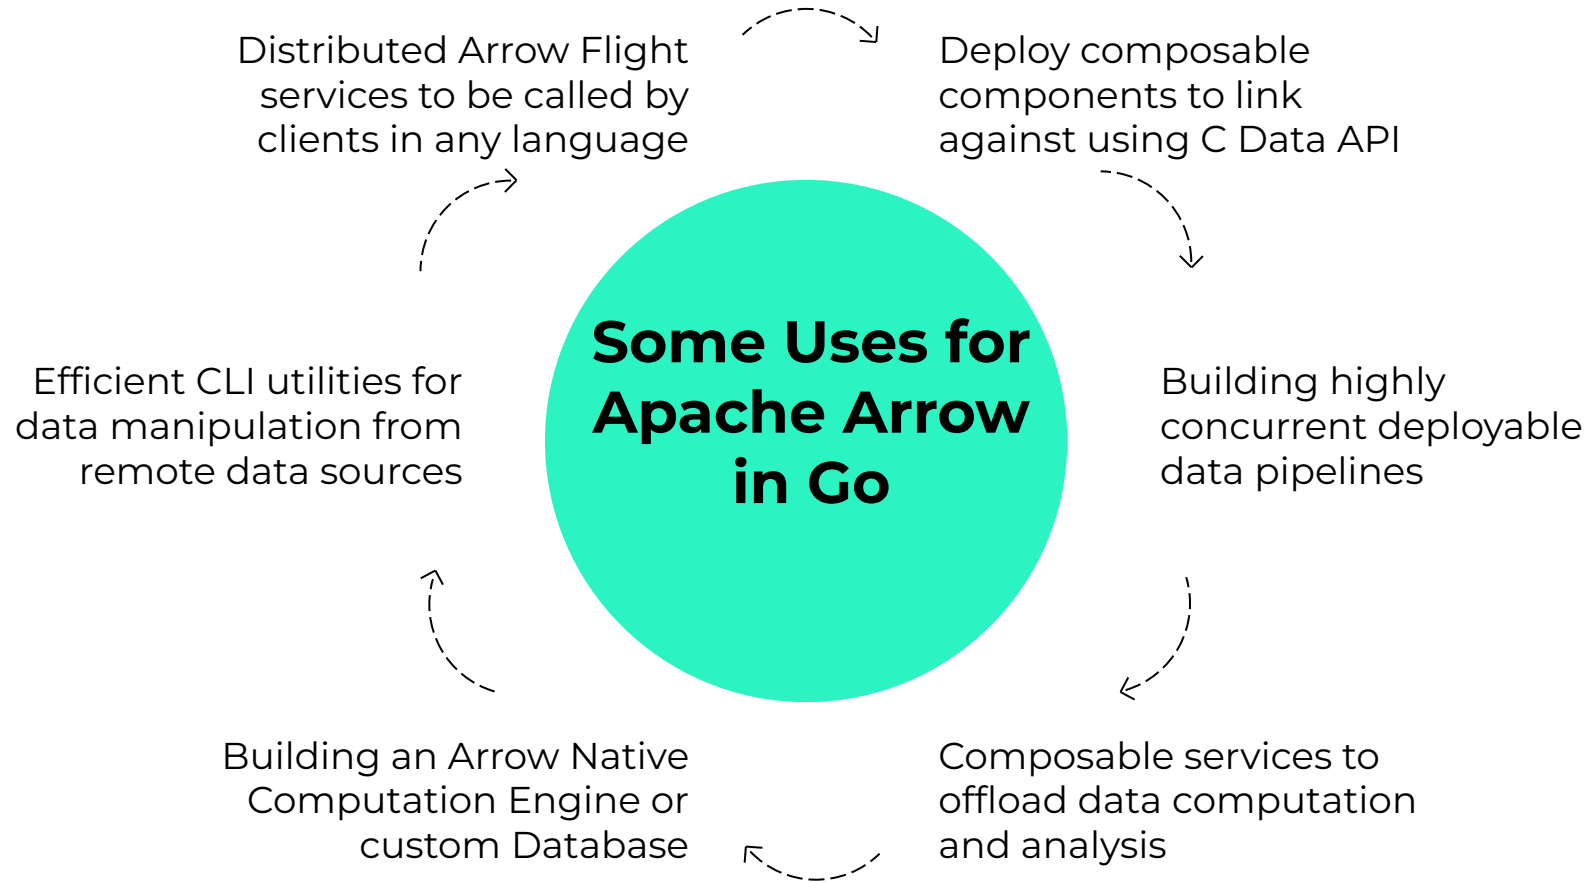 Distributed Arrow Flight
services to be called by
clients in any language
Deploy composable
components to link
against using C Data API
Some Uses for
Apache Arrow
in Go
Efficient CLI utilities for
data manipulation from
remote data sources
Building highly
concurrent deployable
data pipelines
Building an Arrow Native
Computation Engine or
custom Database
Composable services to
offload data computation
and analysis